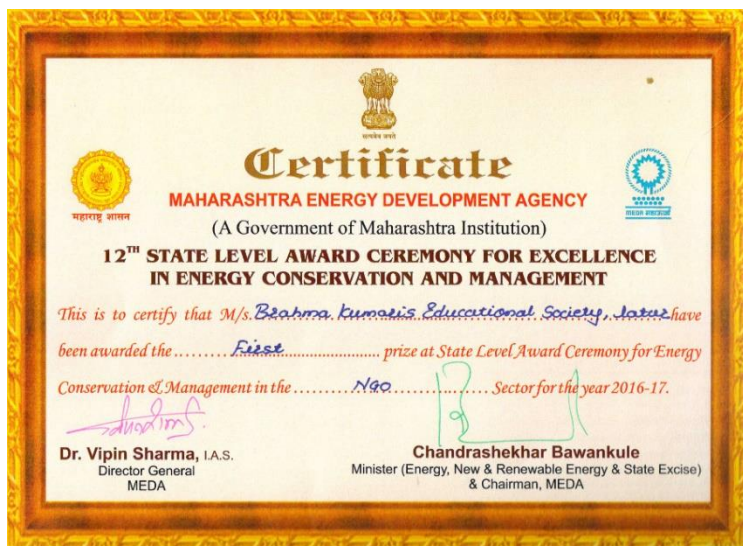 सत्यमेव जयते
Certificate
महाराष्ट्र शासन
MAHARASHTRA ENERGY DEVELOPMENT AGENCY
(A Government of Maharashtra Institution)
12TH STATE LEVEL AWARD CEREMONY FOR EXCELLENCE
IN ENERGY CONSERVATION AND MANAGEMENT
This is to certify that M/s. Brahma Kumaris Educational Society, latur have
been awarded the ........ First ........................ prize at State Level Award Ceremony for Energy
Conservation & Management in the ........... NGO ................ Sector for the year 2016-17.
Dr. Vipin Sharma, I.A.S.
Director General
MEDA
Chandrashekhar Bawankule
Minister (Energy, New & Renewable Energy & State Excise)
& Chairman, MEDA